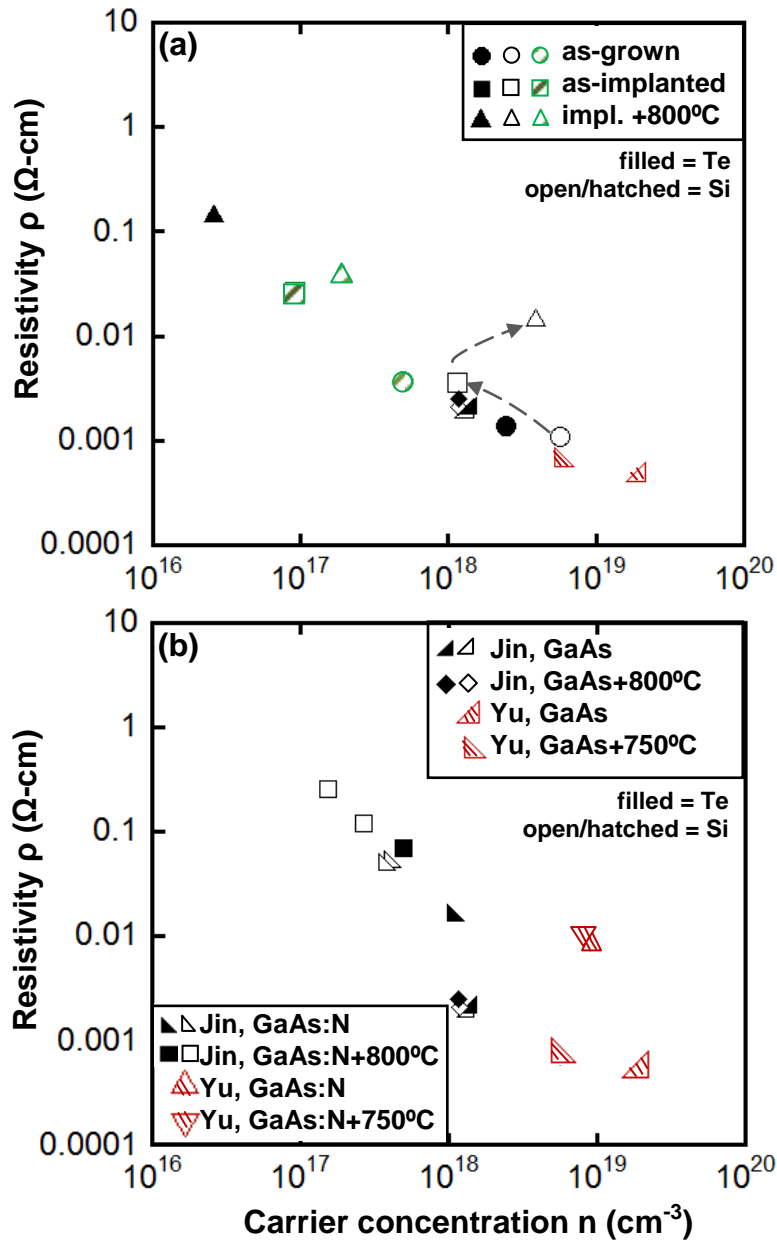 (a)
as-grown
as-implanted
impl. +800ºC
filled = Te
open/hatched = Si
Resistivity ρ (Ω-cm)
10
1
0.1
0.01
0.001
0.0001
10^16 10^17 10^18 10^19 10^20
(b)
Jin, GaAs
Jin, GaAs+800ºC
Yu, GaAs
Yu, GaAs+750ºC
filled = Te
open/hatched = Si
Jin, GaAs:N
Jin, GaAs:N+800ºC
Yu, GaAs:N
Yu, GaAs:N+750ºC
Resistivity ρ (Ω-cm)
10
1
0.1
0.01
0.001
0.0001
10^16 10^17 10^18 10^19 10^20
Carrier concentration n (cm^-3)